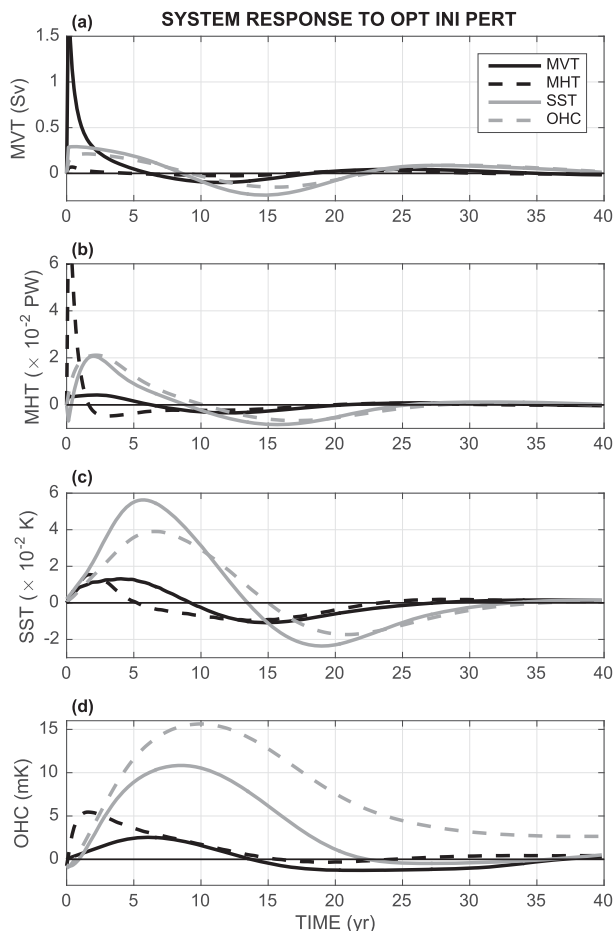 SYSTEM RESPONSE TO OPT INI PERT
(a)
MVT (Sv)
1.5
1
0.5
0
MVT
MHT
SST
OHC
0 5 10 15 20 25 30 35 40
(b)
MHT ( × 10⁻² PW)
6
4
2
0
0 5 10 15 20 25 30 35 40
(c)
SST ( × 10⁻² K)
6
4
2
0
-2
0 5 10 15 20 25 30 35 40
(d)
OHC (mK)
15
10
5
0
0 5 10 15 20 25 30 35 40
TIME (yr)